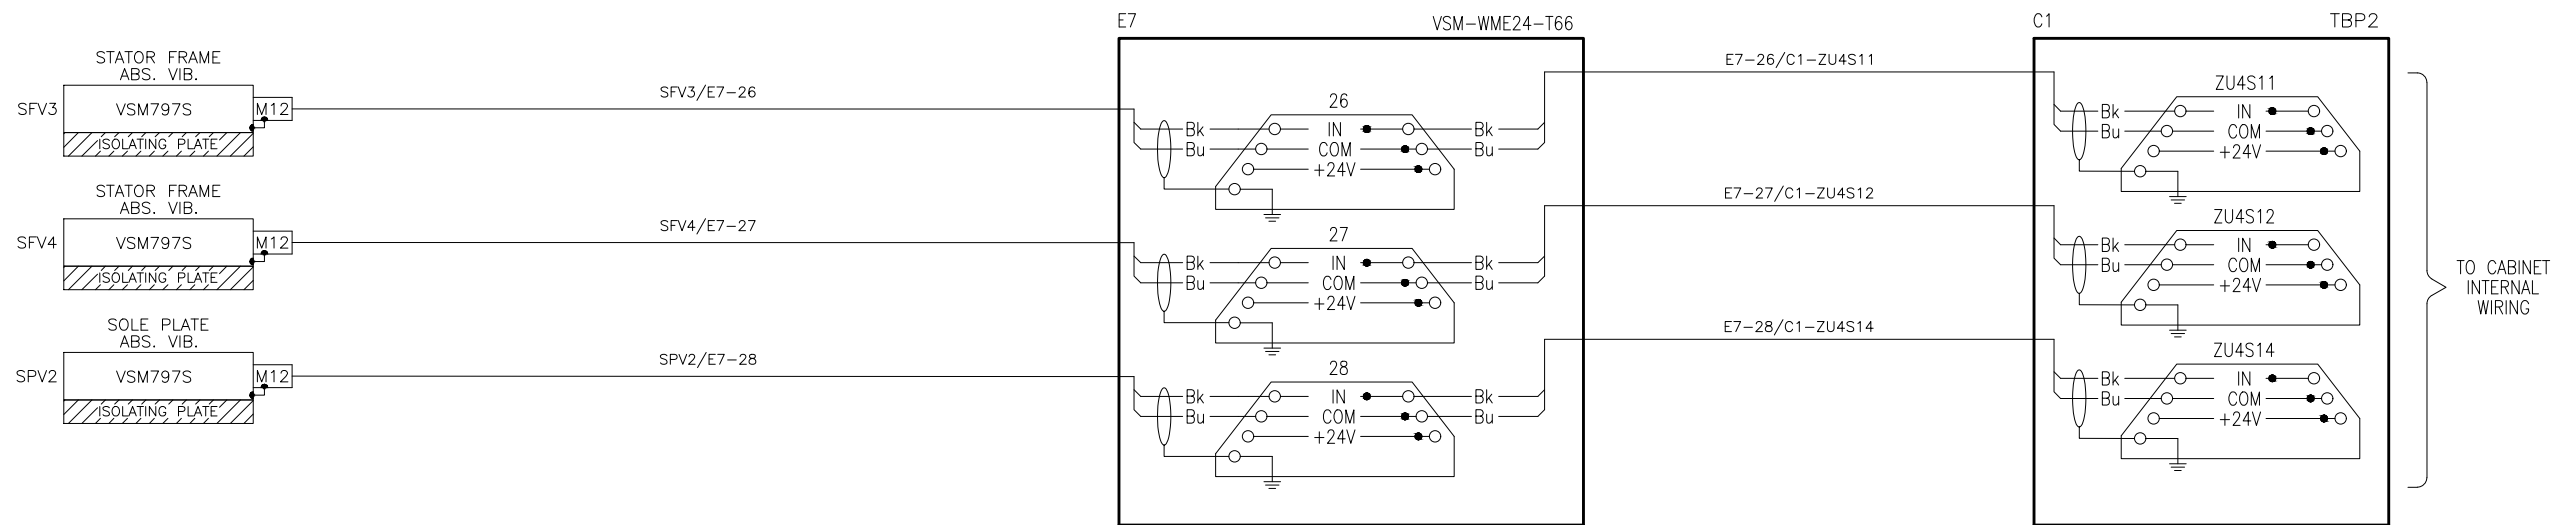 E7
VSM-WME24-T66
C1
TBP2
STATOR FRAME
ABS. VIB.
SFV3
VSM797S
M12
ISOLATING PLATE
SFV3/E7-26
26
Bk
IN
Bk
Bu
COM
Bu
+24V
E7-26/C1-ZU4S11
ZU4S11
Bk
IN
Bu
COM
+24V
STATOR FRAME
ABS. VIB.
SFV4
VSM797S
M12
ISOLATING PLATE
SFV4/E7-27
27
Bk
IN
Bk
Bu
COM
Bu
+24V
E7-27/C1-ZU4S12
ZU4S12
Bk
IN
Bu
COM
+24V
SOLE PLATE
ABS. VIB.
SPV2
VSM797S
M12
ISOLATING PLATE
SPV2/E7-28
28
Bk
IN
Bk
Bu
COM
Bu
+24V
E7-28/C1-ZU4S14
ZU4S14
Bk
IN
Bu
COM
+24V
TO CABINET
INTERNAL
WIRING